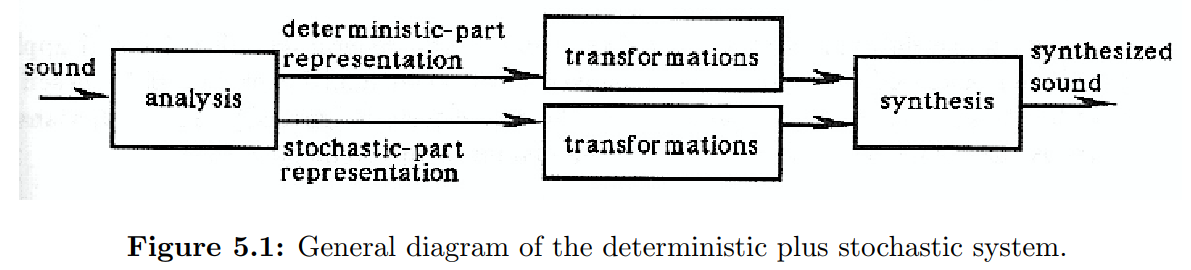 sound
analysis
deterministic-part
representation
stochastic-part
representation
transformations
transformations
synthesis
synthesized
sound
Figure 5.1: General diagram of the deterministic plus stochastic system.